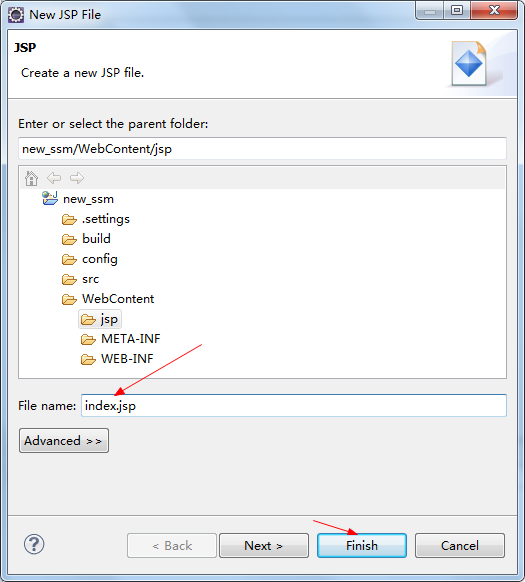 New JSP File
JSP
Create a new JSP file.
Enter or select the parent folder:
new_ssm/WebContent/jsp
new_ssm
.settings
build
config
src
WebContent
jsp
META-INF
WEB-INF
File name: index.jsp
Advanced >>
? < Back Next > Finish Cancel